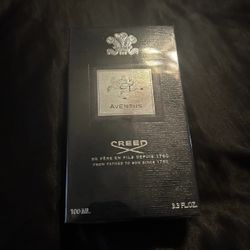 AVENTUS
CREED
DE PÈRE EN FILS DEPUIS 1760
FROM FATHER TO SON SINCE 1760
100 ML. 3.3 FL.OZ.